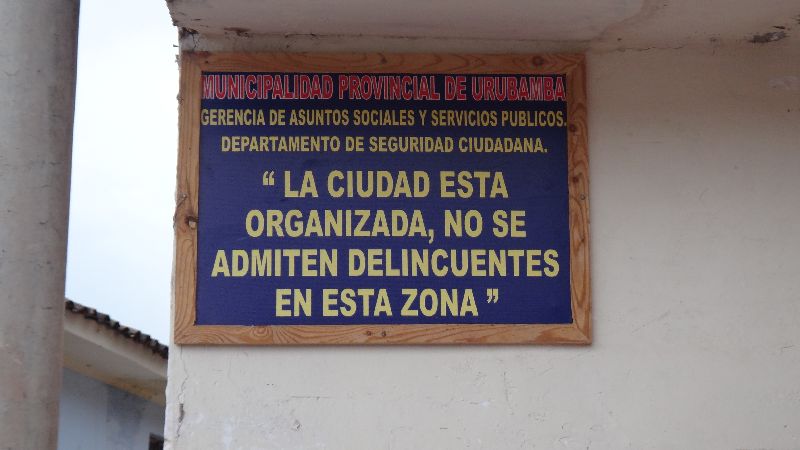 MUNICIPALIDAD PROVINCIAL DE URUBAMBA
GERENCIA DE ASUNTOS SOCIALES Y SERVICIOS PUBLICOS.
DEPARTAMENTO DE SEGURIDAD CIUDADANA.
“ LA CIUDAD ESTA
ORGANIZADA, NO SE
ADMITEN DELINCUENTES
EN ESTA ZONA ”